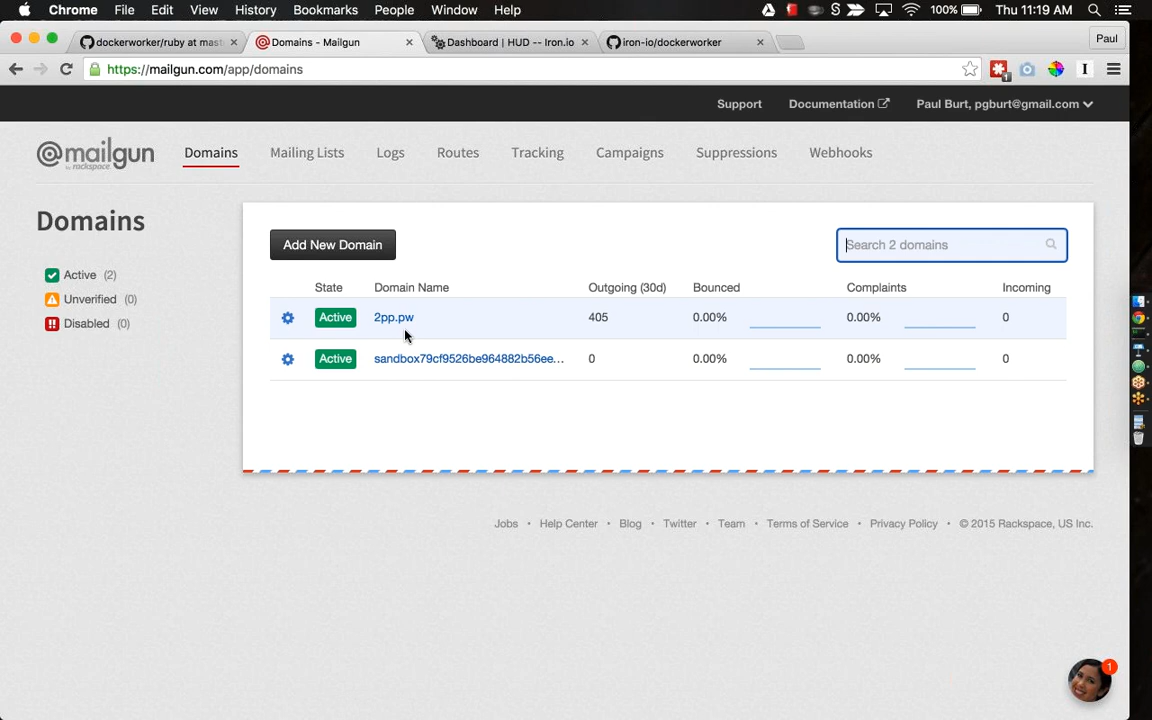 Chrome File Edit View History Bookmarks People Window Help 100% Thu 11:19 AM
dockerworker/ruby at mast Domains - Mailgun Dashboard | HUD -- Iron.io iron-io/dockerworker Paul
https://mailgun.com/app/domains
Support Documentation Paul Burt, pgburt@gmail.com
@mailgun Domains Mailing Lists Logs Routes Tracking Campaigns Suppressions Webhooks
by rackspace
Domains
Active (2)
Unverified (0)
Disabled (0)
Add New Domain Search 2 domains
State Domain Name Outgoing (30d) Bounced Complaints Incoming
Active 2pp.pw 405 0.00% 0.00% 0
Active sandbox79cf9526be964882b56ee... 0 0.00% 0.00% 0
Jobs • Help Center • Blog • Twitter • Team • Terms of Service • Privacy Policy • © 2015 Rackspace, US Inc.
1